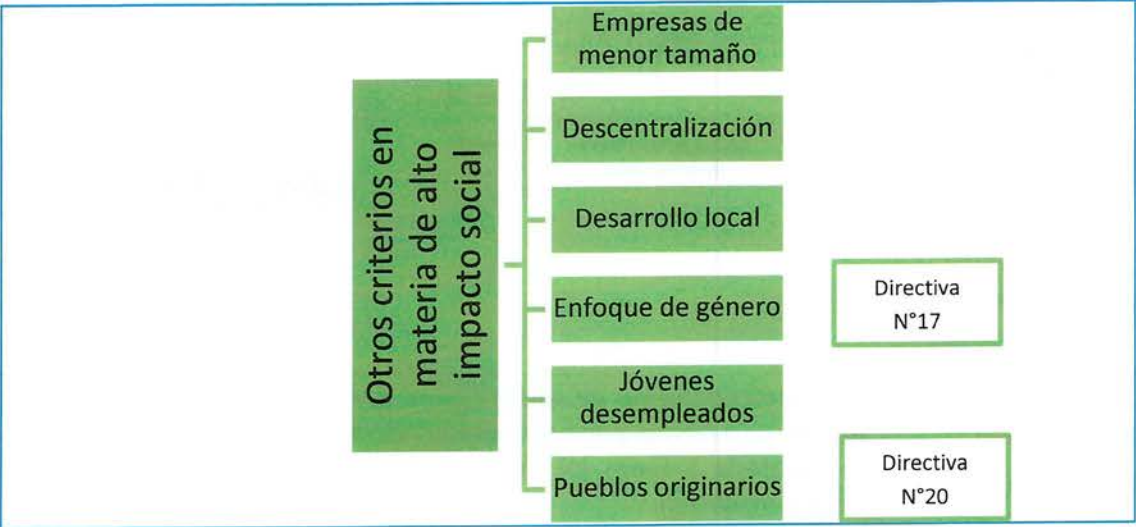 Otros criterios en
materia de alto
impacto social
Empresas de
menor tamaño
Descentralización
Desarrollo local
Enfoque de género
Directiva
N°17
Jóvenes
desempleados
Pueblos originarios
Directiva
N°20